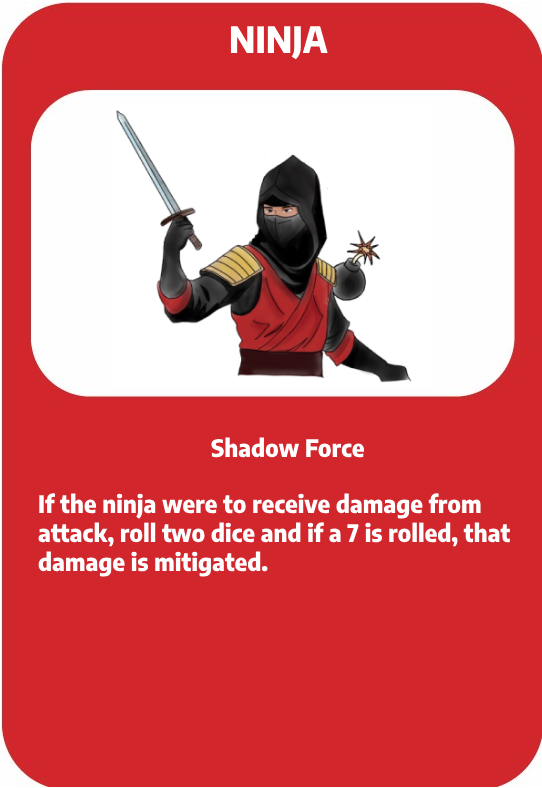 NINJA
Shadow Force
If the ninja were to receive damage from
attack, roll two dice and if a 7 is rolled, that
damage is mitigated.